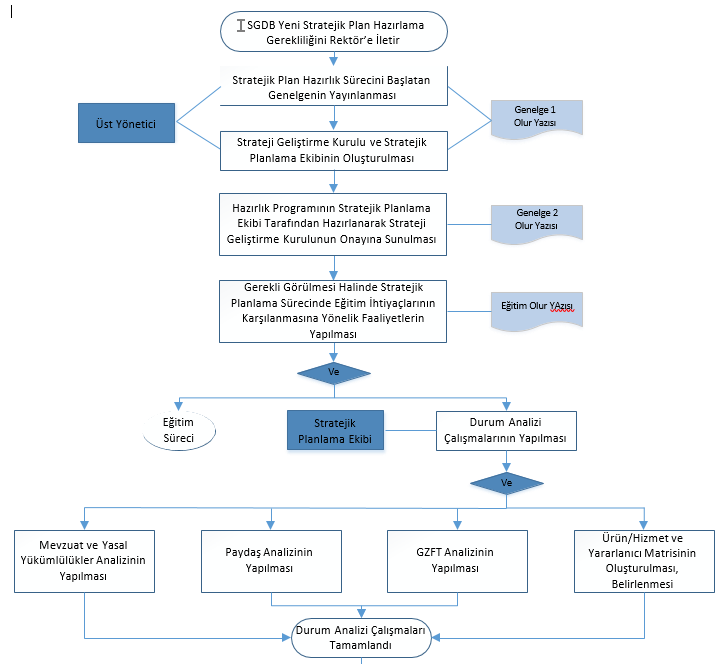 SGDB Yeni Stratejik Plan Hazırlama
Gerekliliğini Rektör'e İletir
Stratejik Plan Hazırlık Sürecini Başlatan
Genelgenin Yayınlanması
Üst Yönetici
Genelge 1
Olur Yazısı
Strateji Geliştirme Kurulu ve Stratejik
Planlama Ekibinin Oluşturulması
Hazırlık Programının Stratejik Planlama
Ekibi Tarafından Hazırlanarak Strateji
Geliştirme Kurulunun Onayına Sunulması
Genelge 2
Olur Yazısı
Gerekli Görülmesi Halinde Stratejik
Planlama Sürecinde Eğitim İhtiyaçlarının
Karşılanmasına Yönelik Faaliyetlerin
Yapılması
Eğitim Olur YAzısı
Ve
Eğitim
Süreci
Stratejik
Planlama Ekibi
Durum Analizi
Çalışmalarının Yapılması
Ve
Mevzuat ve Yasal
Yükümlülükler Analizinin
Yapılması
Paydaş Analizinin
Yapılması
GZFT Analizinin
Yapılması
Ürün/Hizmet ve
Yararlanıcı Matrisinin
Oluşturulması,
Belirlenmesi
Durum Analizi Çalışmaları
Tamamlandı